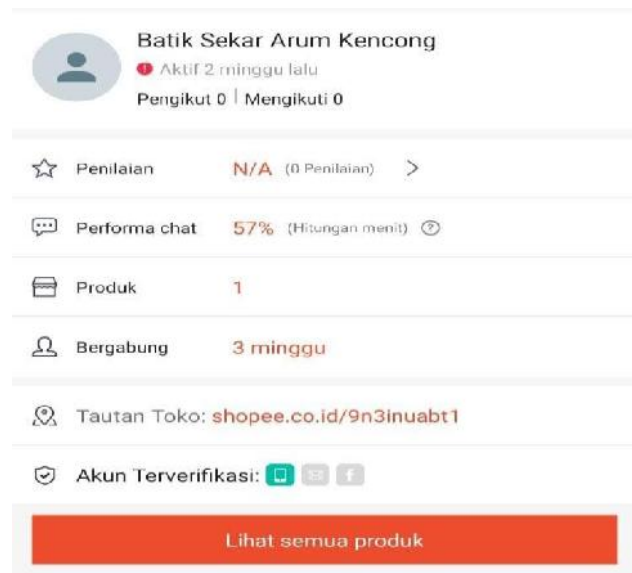 Batik Sekar Arum Kencong
Aktif 2 minggu lalu
Pengikut 0 | Mengikuti 0
Penilaian N/A (0 Penilaian) >
Performa chat 57% (Hitungan menit) ?
Produk 1
Bergabung 3 minggu
Tautan Toko: shopee.co.id/9n3inuabt1
Akun Terverifikasi: f
Lihat semua produk